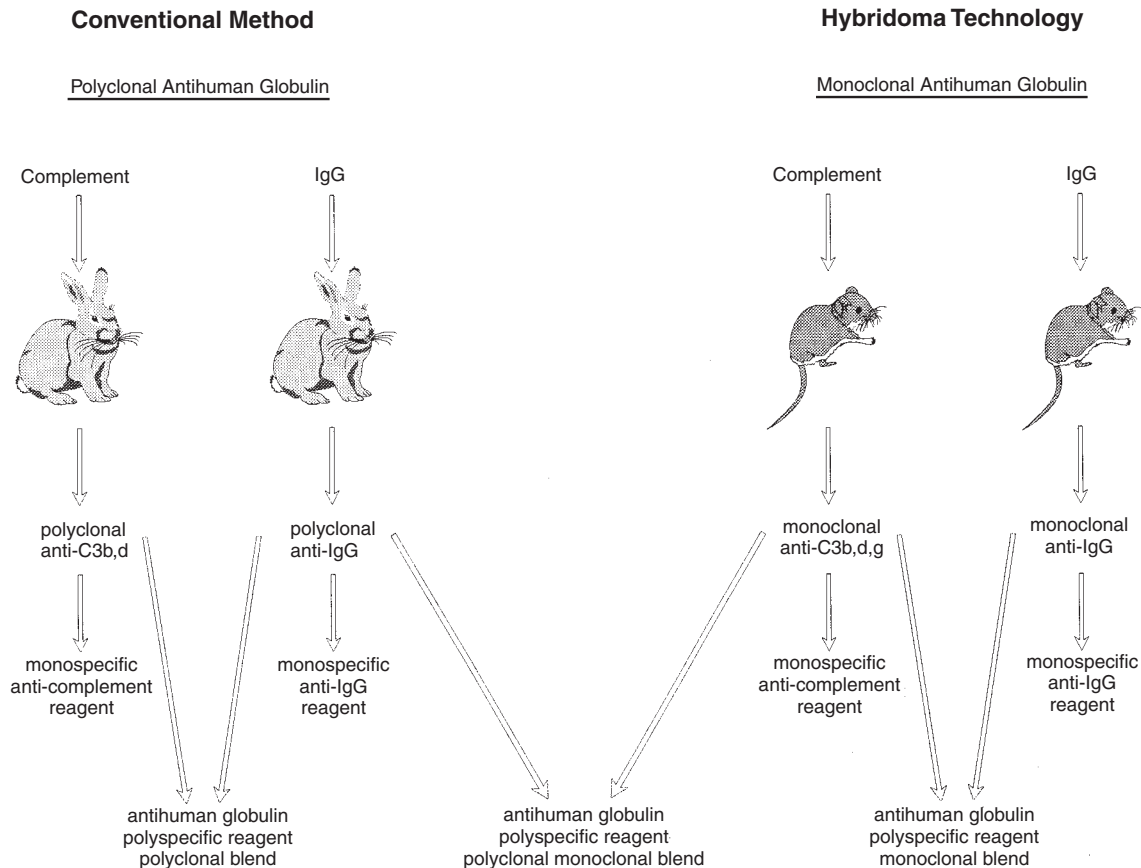 Conventional Method
Hybridoma Technology
Polyclonal Antihuman Globulin
Monoclonal Antihuman Globulin
Complement
IgG
Complement
IgG
polyclonal
anti-C3b,d
polyclonal
anti-IgG
monoclonal
anti-C3b,d,g
monoclonal
anti-IgG
monospecific
anti-complement
reagent
monospecific
anti-IgG
reagent
monospecific
anti-complement
reagent
monospecific
anti-IgG
reagent
antihuman globulin
polyspecific reagent
polyclonal blend
antihuman globulin
polyspecific reagent
polyclonal monoclonal blend
antihuman globulin
polyspecific reagent
monoclonal blend